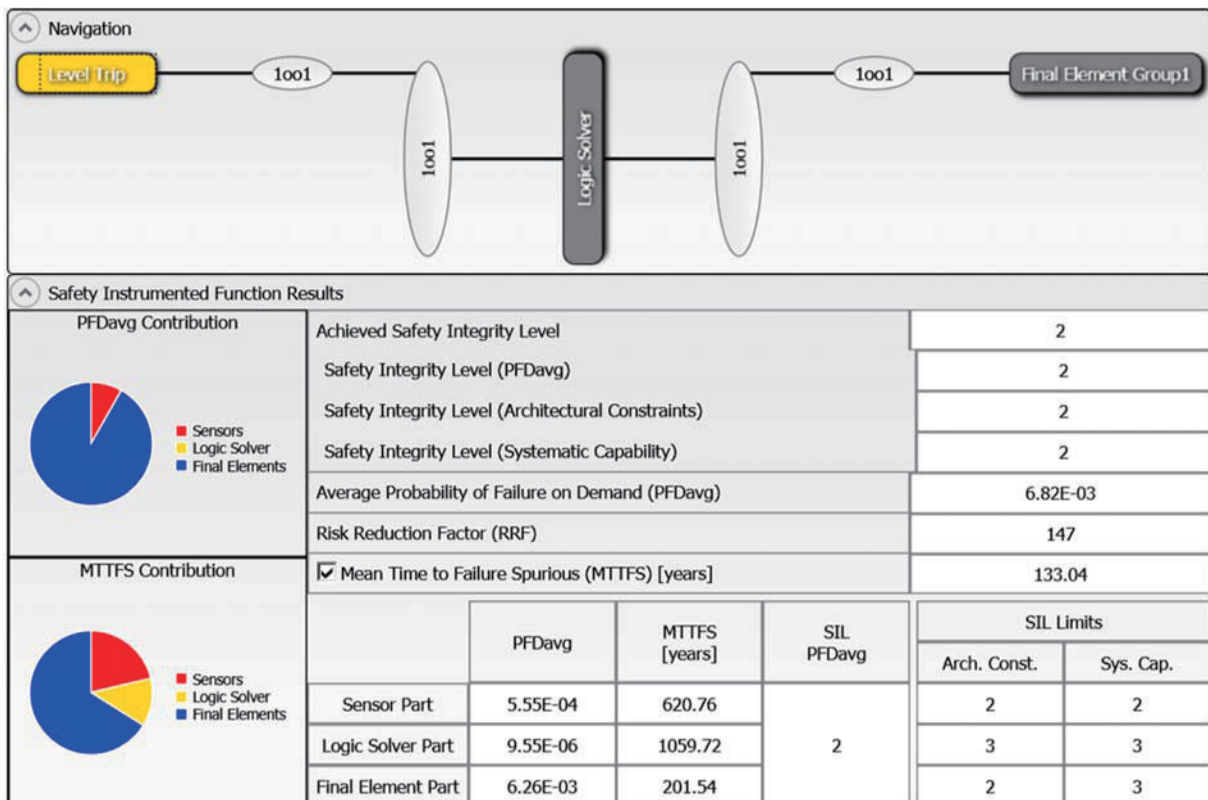 Navigation
Level Trip
1oo1
1oo1
Logic Solver
1oo1
1oo1
Final Element Group1
Safety Instrumented Function Results
PFDavg Contribution
Sensors
Logic Solver
Final Elements
MTTFS Contribution
Sensors
Logic Solver
Final Elements
Achieved Safety Integrity Level 2
Safety Integrity Level (PFDavg) 2
Safety Integrity Level (Architectural Constraints) 2
Safety Integrity Level (Systematic Capability) 2
Average Probability of Failure on Demand (PFDavg) 6.82E-03
Risk Reduction Factor (RRF) 147
Mean Time to Failure Spurious (MTTFS) [years] 133.04
PFDavg
MTTFS
[years]
SIL
PFDavg
SIL Limits
Arch. Const. Sys. Cap.
Sensor Part 5.55E-04 620.76 2 2
Logic Solver Part 9.55E-06 1059.72 2 3 3
Final Element Part 6.26E-03 201.54 2 3